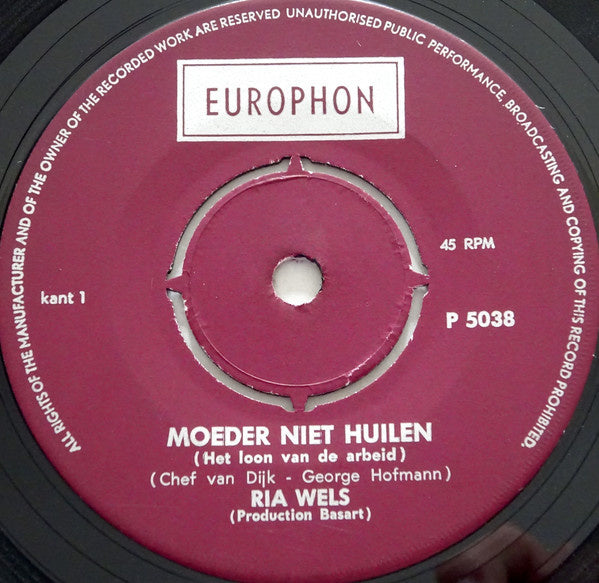 ALL RIGHTS OF THE MANUFACTURER AND OF THE OWNER OF THE RECORDED WORK ARE RESERVED UNAUTHORISED PUBLIC PERFORMANCE, BROADCASTING AND COPYING OF THIS RECORD PROHIBITED.
EUROPHON
45 RPM
kant 1
P 5038
MOEDER NIET HUILEN
(Het loon van de arbeid)
(Chef van Dijk - George Hofmann)
RIA WELS
(Production Basart)